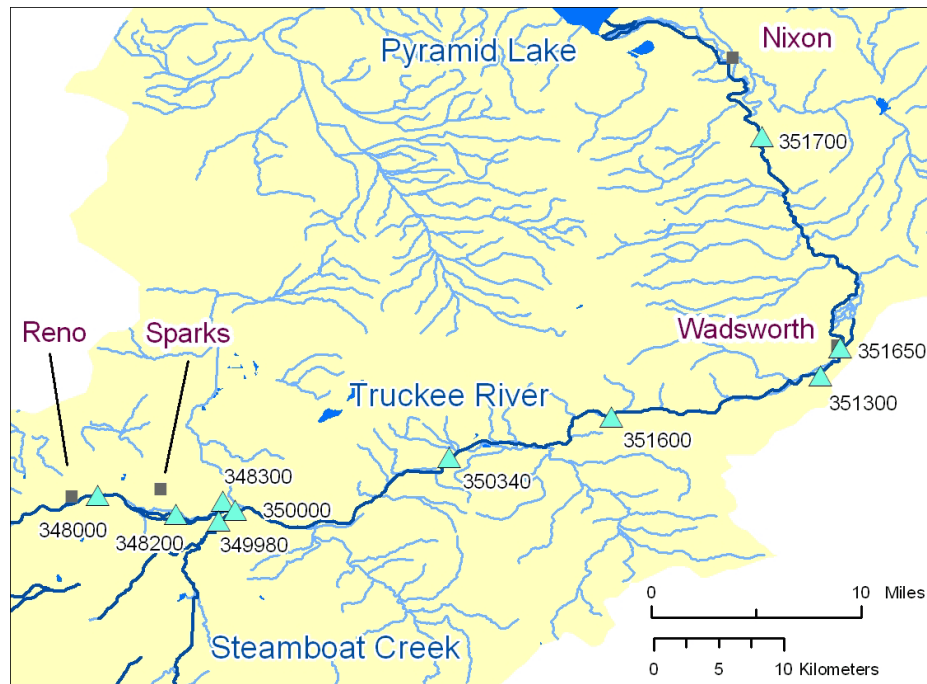 Pyramid Lake
Nixon
351700
Reno
Sparks
Wadsworth
351650
351300
Truckee River
351600
350340
348300
350000
348000
348200
349980
Steamboat Creek
0 10 Miles
0 5 10 Kilometers